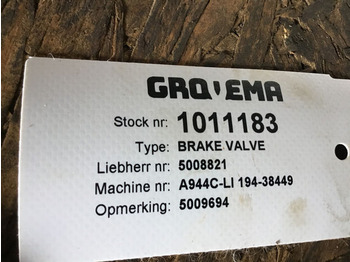 GROVEMA
Stock nr: 1011183
Type: BRAKE VALVE
Liebherr nr: 5008821
Machine nr: A944C-LI 194-38449
Opmerking: 5009694